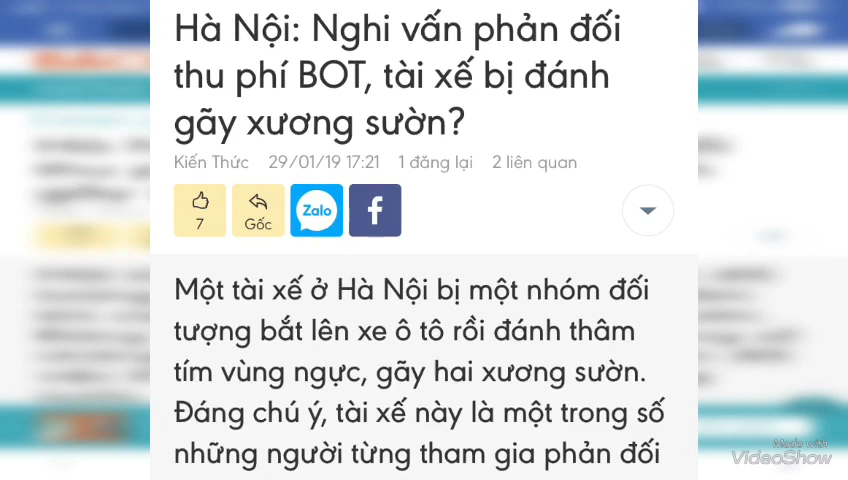 Hà Nội: Nghi vấn phản đối
thu phí BOT, tài xế bị đánh
gãy xương sườn?
Kiến Thức 29/01/19 17:21 1 đăng lại 2 liên quan
7
Gốc
Zalo
f
Một tài xế ở Hà Nội bị một nhóm đối
tượng bắt lên xe ô tô rồi đánh thâm
tím vùng ngực, gãy hai xương sườn.
Đáng chú ý, tài xế này là một trong số
những người từng tham gia phản đối
Made with
VideoShow